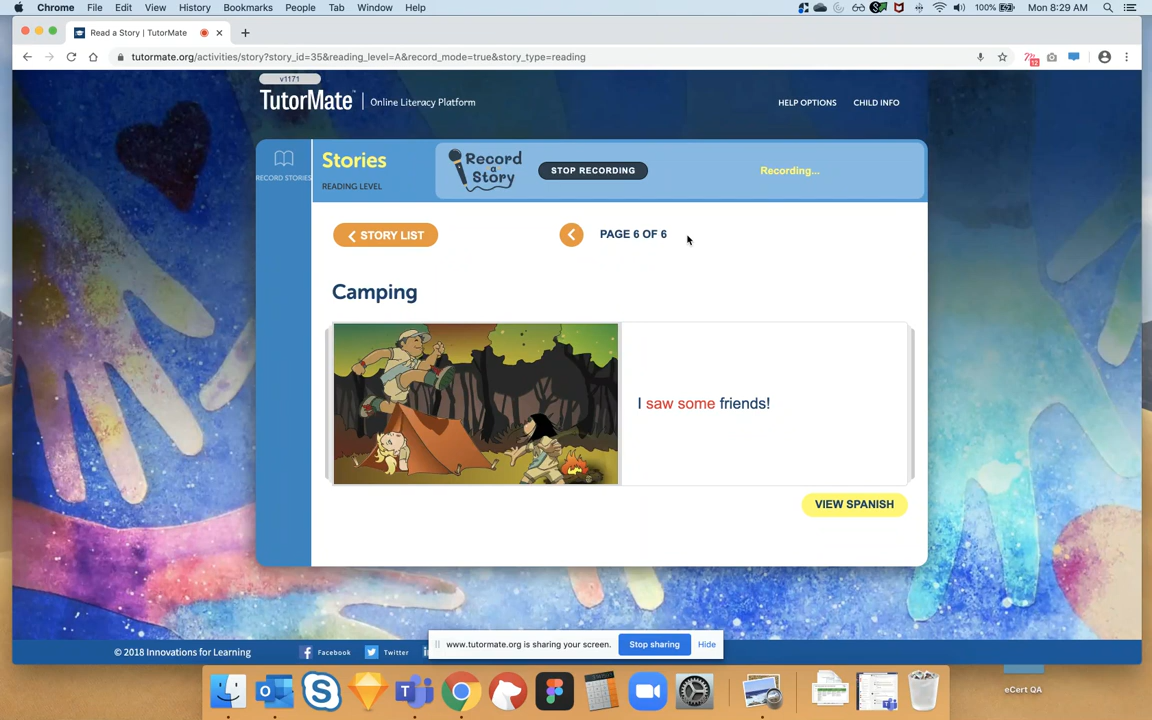 Chrome File Edit View History Bookmarks People Tab Window Help 100% Mon 8:29 AM
Read a Story | TutorMate
tutormate.org/activities/story?story_id=35&reading_level=A&record_mode=true&story_type=reading
12
v1171
TutorMate Online Literacy Platform HELP OPTIONS CHILD INFO
RECORD STORIES
Stories
READING LEVEL
Record a Story
STOP RECORDING
Recording...
STORY LIST PAGE 6 OF 6
Camping
I saw some friends!
VIEW SPANISH
www.tutormate.org is sharing your screen. Stop sharing Hide
© 2018 Innovations for Learning Facebook Twitter
eCert QA